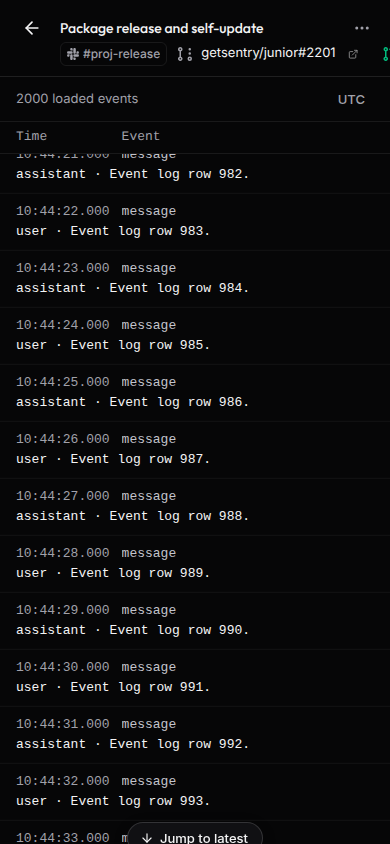 Package release and self-update
#proj-release getsentry/junior#2201
2000 loaded events UTC
Time Event
10:44:21.000 message
assistant · Event log row 982.
10:44:22.000 message
user · Event log row 983.
10:44:23.000 message
assistant · Event log row 984.
10:44:24.000 message
user · Event log row 985.
10:44:25.000 message
assistant · Event log row 986.
10:44:26.000 message
user · Event log row 987.
10:44:27.000 message
assistant · Event log row 988.
10:44:28.000 message
user · Event log row 989.
10:44:29.000 message
assistant · Event log row 990.
10:44:30.000 message
user · Event log row 991.
10:44:31.000 message
assistant · Event log row 992.
10:44:32.000 message
user · Event log row 993.
10:44:33.000
Jump to latest